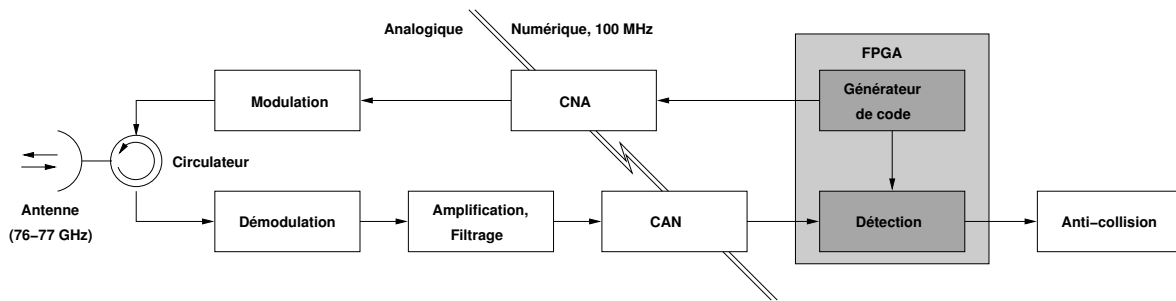 Analogique
Numérique, 100 MHz
FPGA
Modulation
CNA
Générateur
de code
Circulateur
Antenne
(76−77 GHz)
Démodulation
Amplification,
Filtrage
CAN
Détection
Anti−collision